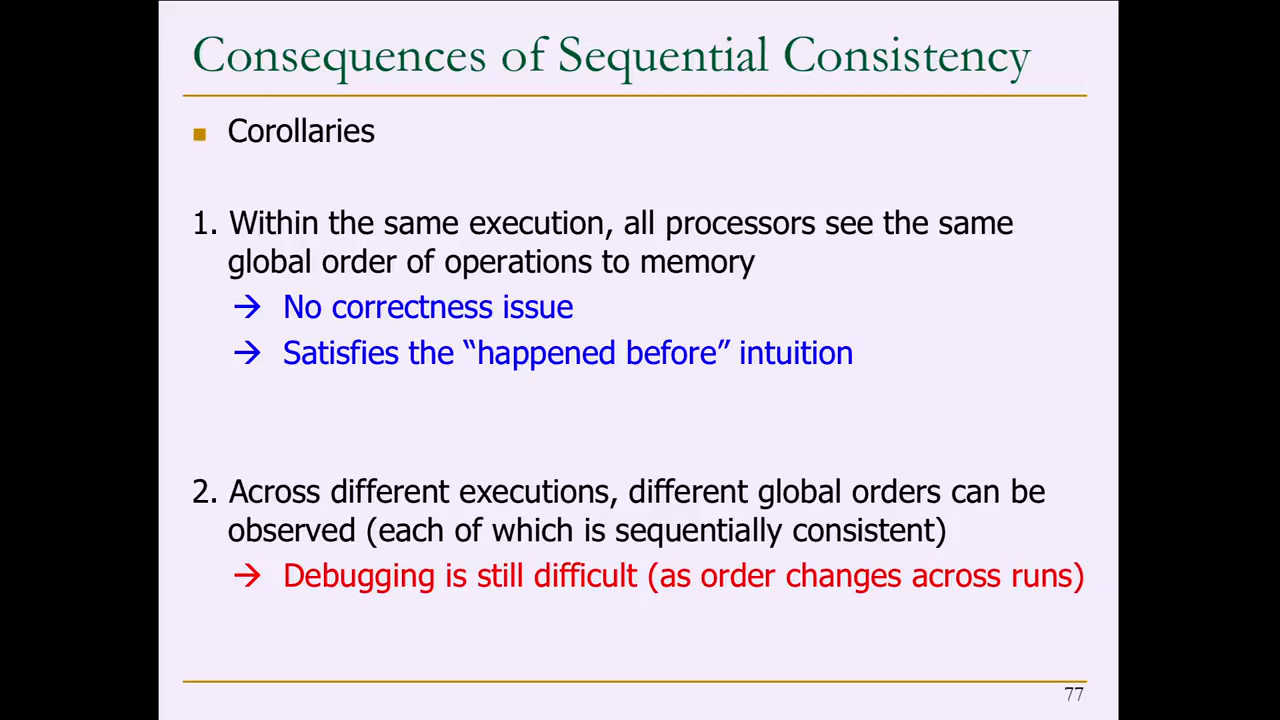 Consequences of Sequential Consistency
■ Corollaries
1. Within the same execution, all processors see the same
global order of operations to memory
→ No correctness issue
→ Satisfies the “happened before” intuition
2. Across different executions, different global orders can be
observed (each of which is sequentially consistent)
→ Debugging is still difficult (as order changes across runs)
77